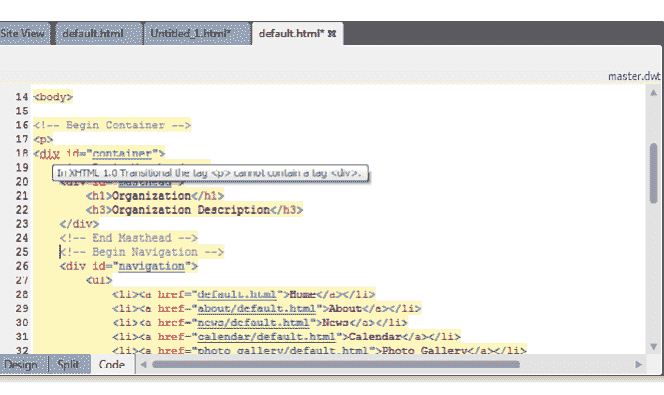 Site View default.html Untitled_1.html* default.html*
master.dwt
14 <body>
15
16 <!-- Begin Container -->
17 <p>
18 <div id="container">
19
In XHTML 1.0 Transitional the tag <p> cannot contain a tag <div>.
20 <div id="masthead">
21 <h1>Organization</h1>
22 <h3>Organization Description</h3>
23 </div>
24 <!-- End Masthead -->
25 <!-- Begin Navigation -->
26 <div id="navigation">
27 <ul>
28 <li><a href="default.html">Home</a></li>
29 <li><a href="about/default.html">About</a></li>
30 <li><a href="news/default.html">News</a></li>
31 <li><a href="calendar/default.html">Calendar</a></li>
32 <li><a href="photo_gallery/default.html">Photo Gallery</a></li>
Design Split Code